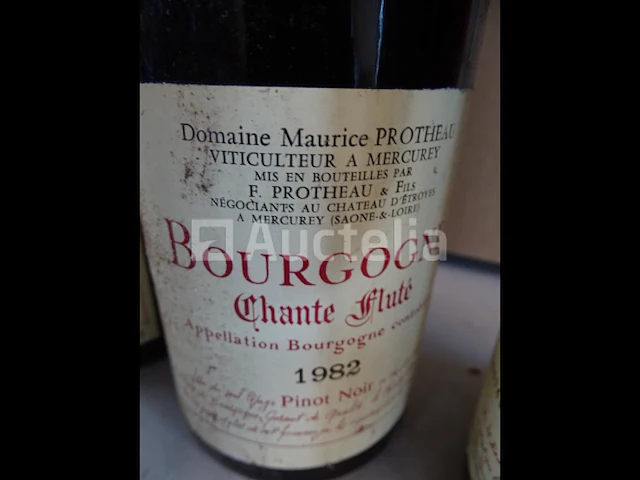 Domaine Maurice PROTHEAU
VITICULTEUR A MERCUREY
MIS EN BOUTEILLES PAR
F. PROTHEAU & Fils
NÉGOCIANTS AU CHATEAU D'ÉTROYES
A MERCUREY (SAONE-&-LOIRE)
BOURGOGNE
Auctelia
Chante Fluté
Appellation Bourgogne
1982
Pinot Noir